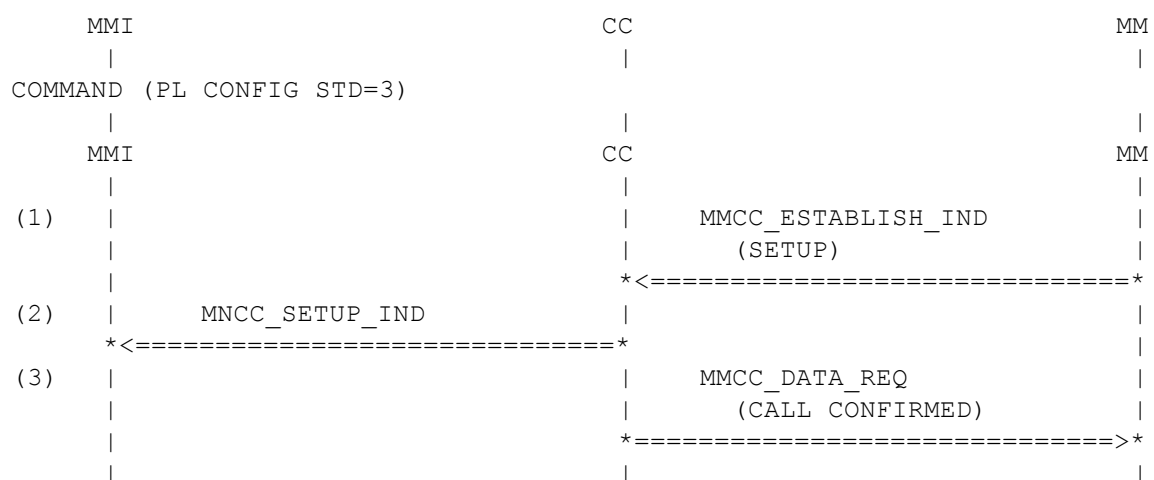 MMI CC MM
| | |
COMMAND (PL CONFIG STD=3)
| | |
MMI CC MM
| | |
(1) | | MMCC_ESTABLISH_IND |
| | (SETUP) |
| *<==============================*
(2) | MNCC_SETUP_IND | |
*<==============================* |
(3) | | MMCC_DATA_REQ |
| | (CALL CONFIRMED) |
| *==============================>*
| | |